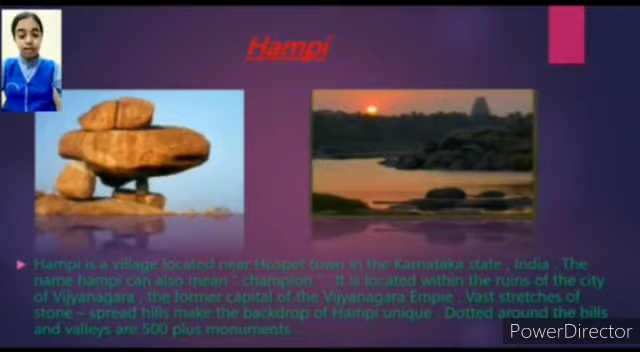 Hampi
Hampi is a village located near Hospet town in the Karnataka state , India . The
name hampi can also mean " champion " . It is located within the ruins of the city
of Vijyanagara , the former capital of the Vijyanagara Empie . Vast stretches of
stone – spread hills make the backdrop of Hampi unique . Dotted around the hills
and valleys are 500 plus monuments .
PowerDirector